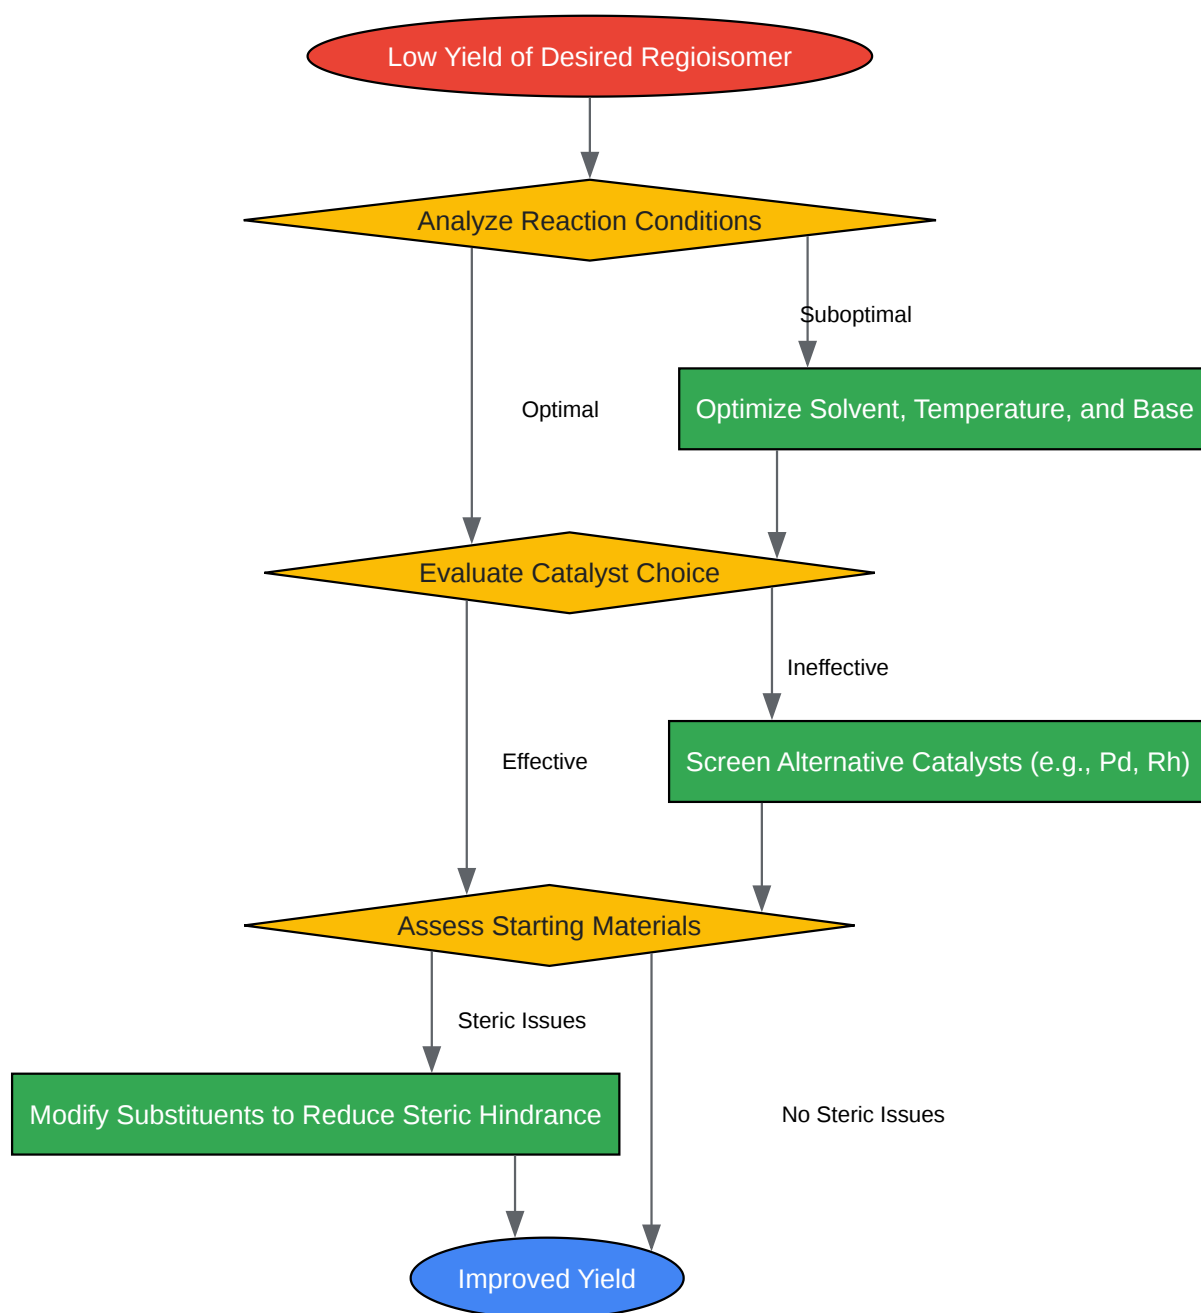 Low Yield of Desired Regioisomer
Analyze Reaction Conditions
Suboptimal
Optimal
Optimize Solvent, Temperature, and Base
Evaluate Catalyst Choice
Ineffective
Effective
Screen Alternative Catalysts (e.g., Pd, Rh)
Assess Starting Materials
Steric Issues
Modify Substituents to Reduce Steric Hindrance
No Steric Issues
Improved Yield